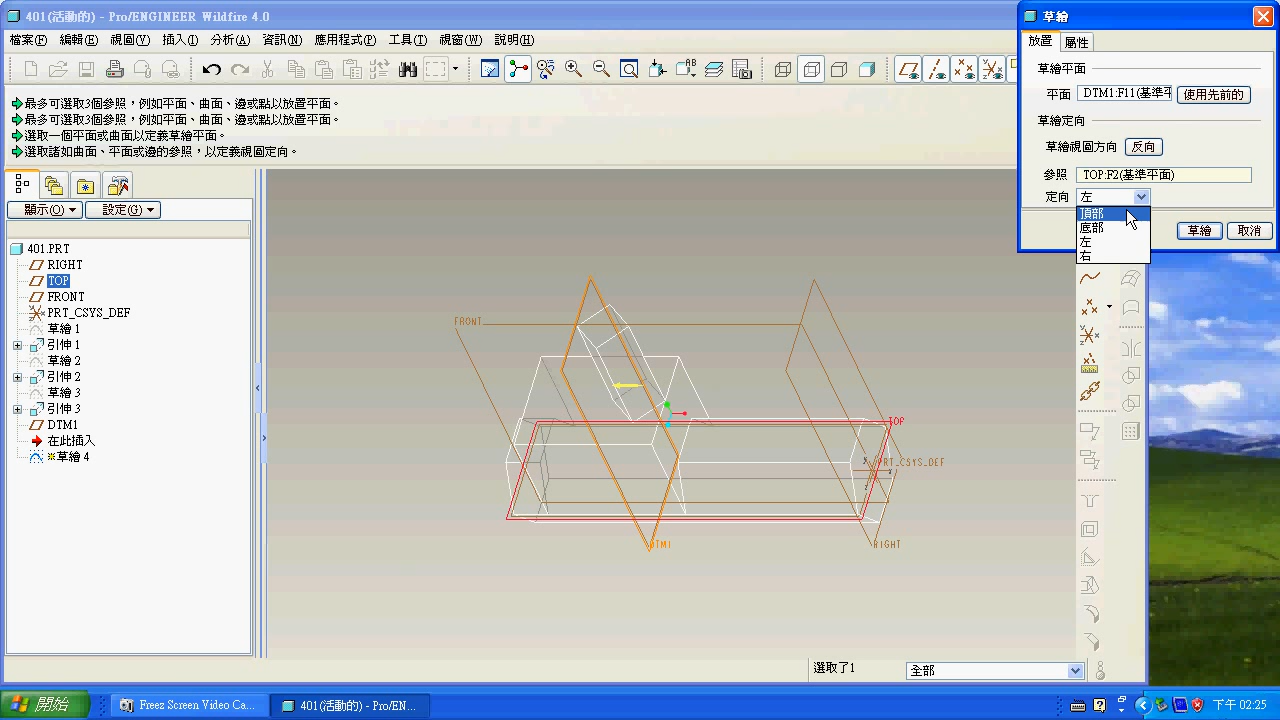 401(活動的) - Pro/ENGINEER Wildfire 4.0
檔案(F) 編輯(E) 視圖(V) 插入(I) 分析(A) 資訊(N) 應用程式(P) 工具(T) 視窗(W) 說明(H)
最多可選取3個參照，例如平面、曲面、邊或點以放置平面。
最多可選取3個參照，例如平面、曲面、邊或點以放置平面。
選取一個平面或曲面以定義草繪平面。
選取諸如曲面、平面或邊的參照，以定義視圖定向。
顯示(O) 設定(G)
401.PRT
RIGHT
TOP
FRONT
PRT_CSYS_DEF
草繪 1
引伸 1
草繪 2
引伸 2
草繪 3
引伸 3
DTM1
在此插入
草繪 4
FRONT
TOP
PRT_CSYS_DEF
DTM1
RIGHT
草繪
放置 屬性
草繪平面
平面 DTM1:F11(基準平 使用先前的
草繪定向
草繪視圖方向 反向
參照 TOP:F2(基準平面)
定向 左
頂部
底部
左
右
草繪 取消
選取了1 全部
開始 Freez Screen Video Ca... 401(活動的) - Pro/EN... 下午 02:25